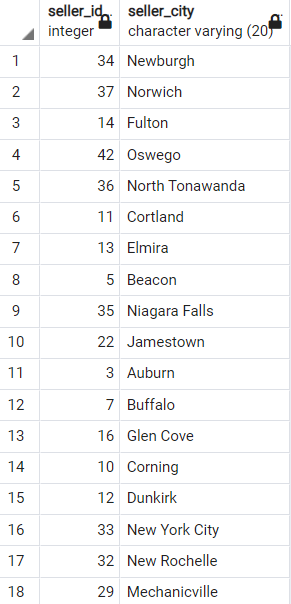 seller_id seller_city
integer character varying (20)
1 34 Newburgh
2 37 Norwich
3 14 Fulton
4 42 Oswego
5 36 North Tonawanda
6 11 Cortland
7 13 Elmira
8 5 Beacon
9 35 Niagara Falls
10 22 Jamestown
11 3 Auburn
12 7 Buffalo
13 16 Glen Cove
14 10 Corning
15 12 Dunkirk
16 33 New York City
17 32 New Rochelle
18 29 Mechanicville